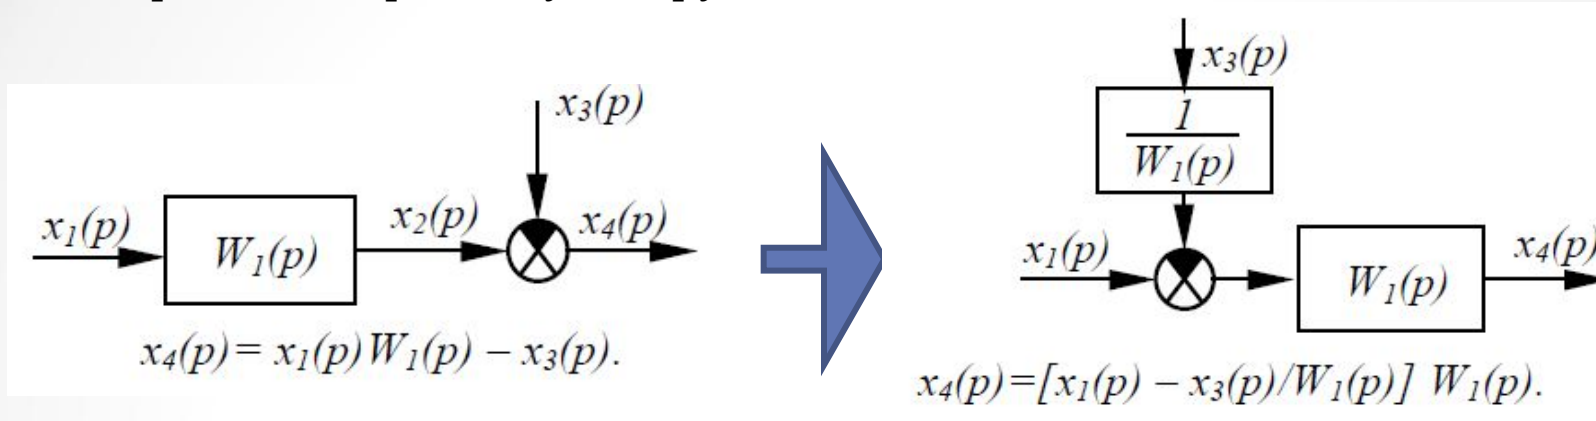 x₃(p)
x₁(p)
W₁(p)
x₂(p)
x₄(p)
x₄(p)= x₁(p)W₁(p) – x₃(p).
x₃(p)
1
W₁(p)
x₁(p)
W₁(p)
x₄(p)
x₄(p)=[x₁(p) – x₃(p)/W₁(p)] W₁(p).